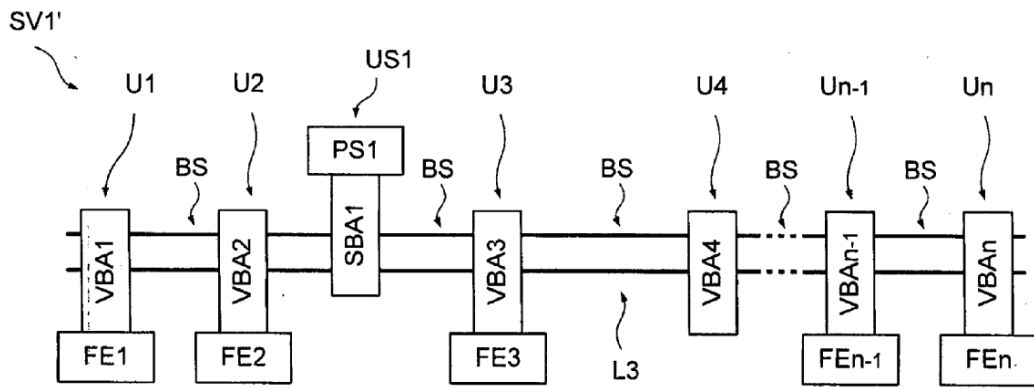 SV1'
U1
U2
US1
U3
U4
Un-1
Un
PS1
BS
BS
BS
BS
BS
VBA1
VBA2
SBA1
VBA3
VBA4
VBAn-1
VBAn
FE1
FE2
FE3
L3
FEn-1
FEn